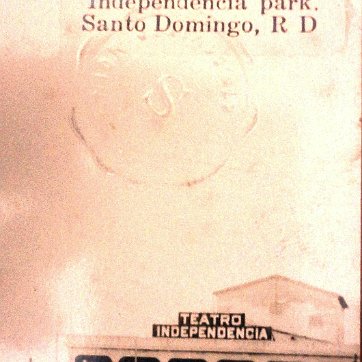 Independencia park.
Santo Domingo, R D
TEATRO
INDEPENDENCIA